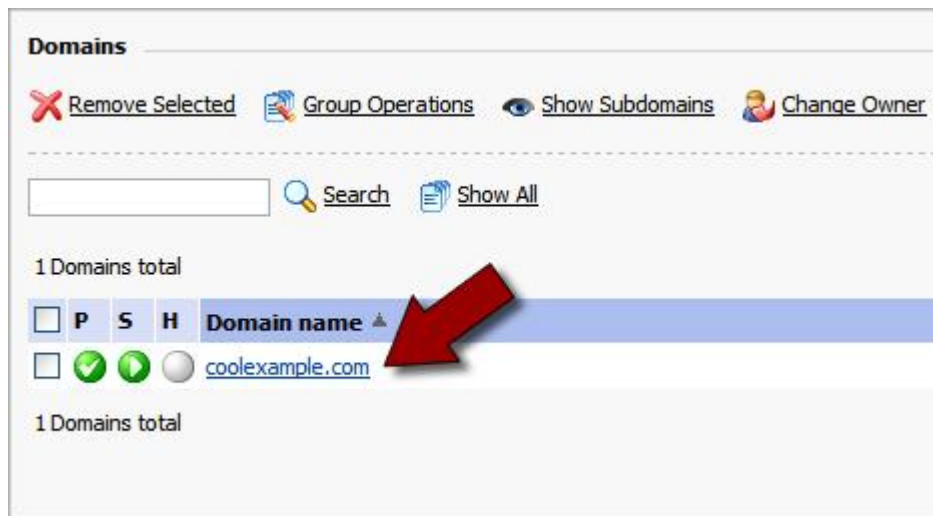 Domains
Remove Selected Group Operations Show Subdomains Change Owner
Search Show All
1 Domains total
P S H Domain name
coolexample.com
1 Domains total